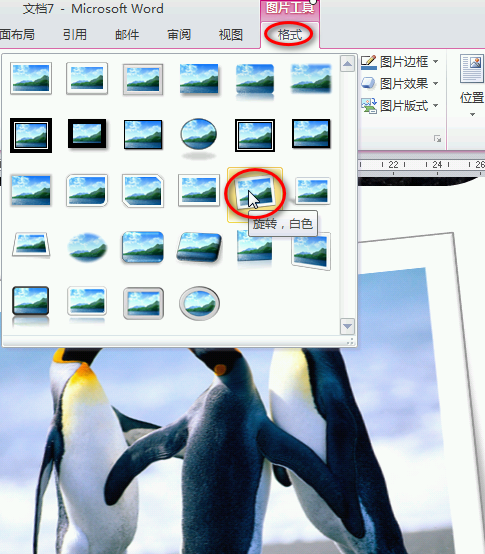 文档7 - Microsoft Word
图片工具
面布局 引用 邮件 审阅 视图 格式
图片边框
图片效果
图片版式
位置
22 24 26
旋转，白色